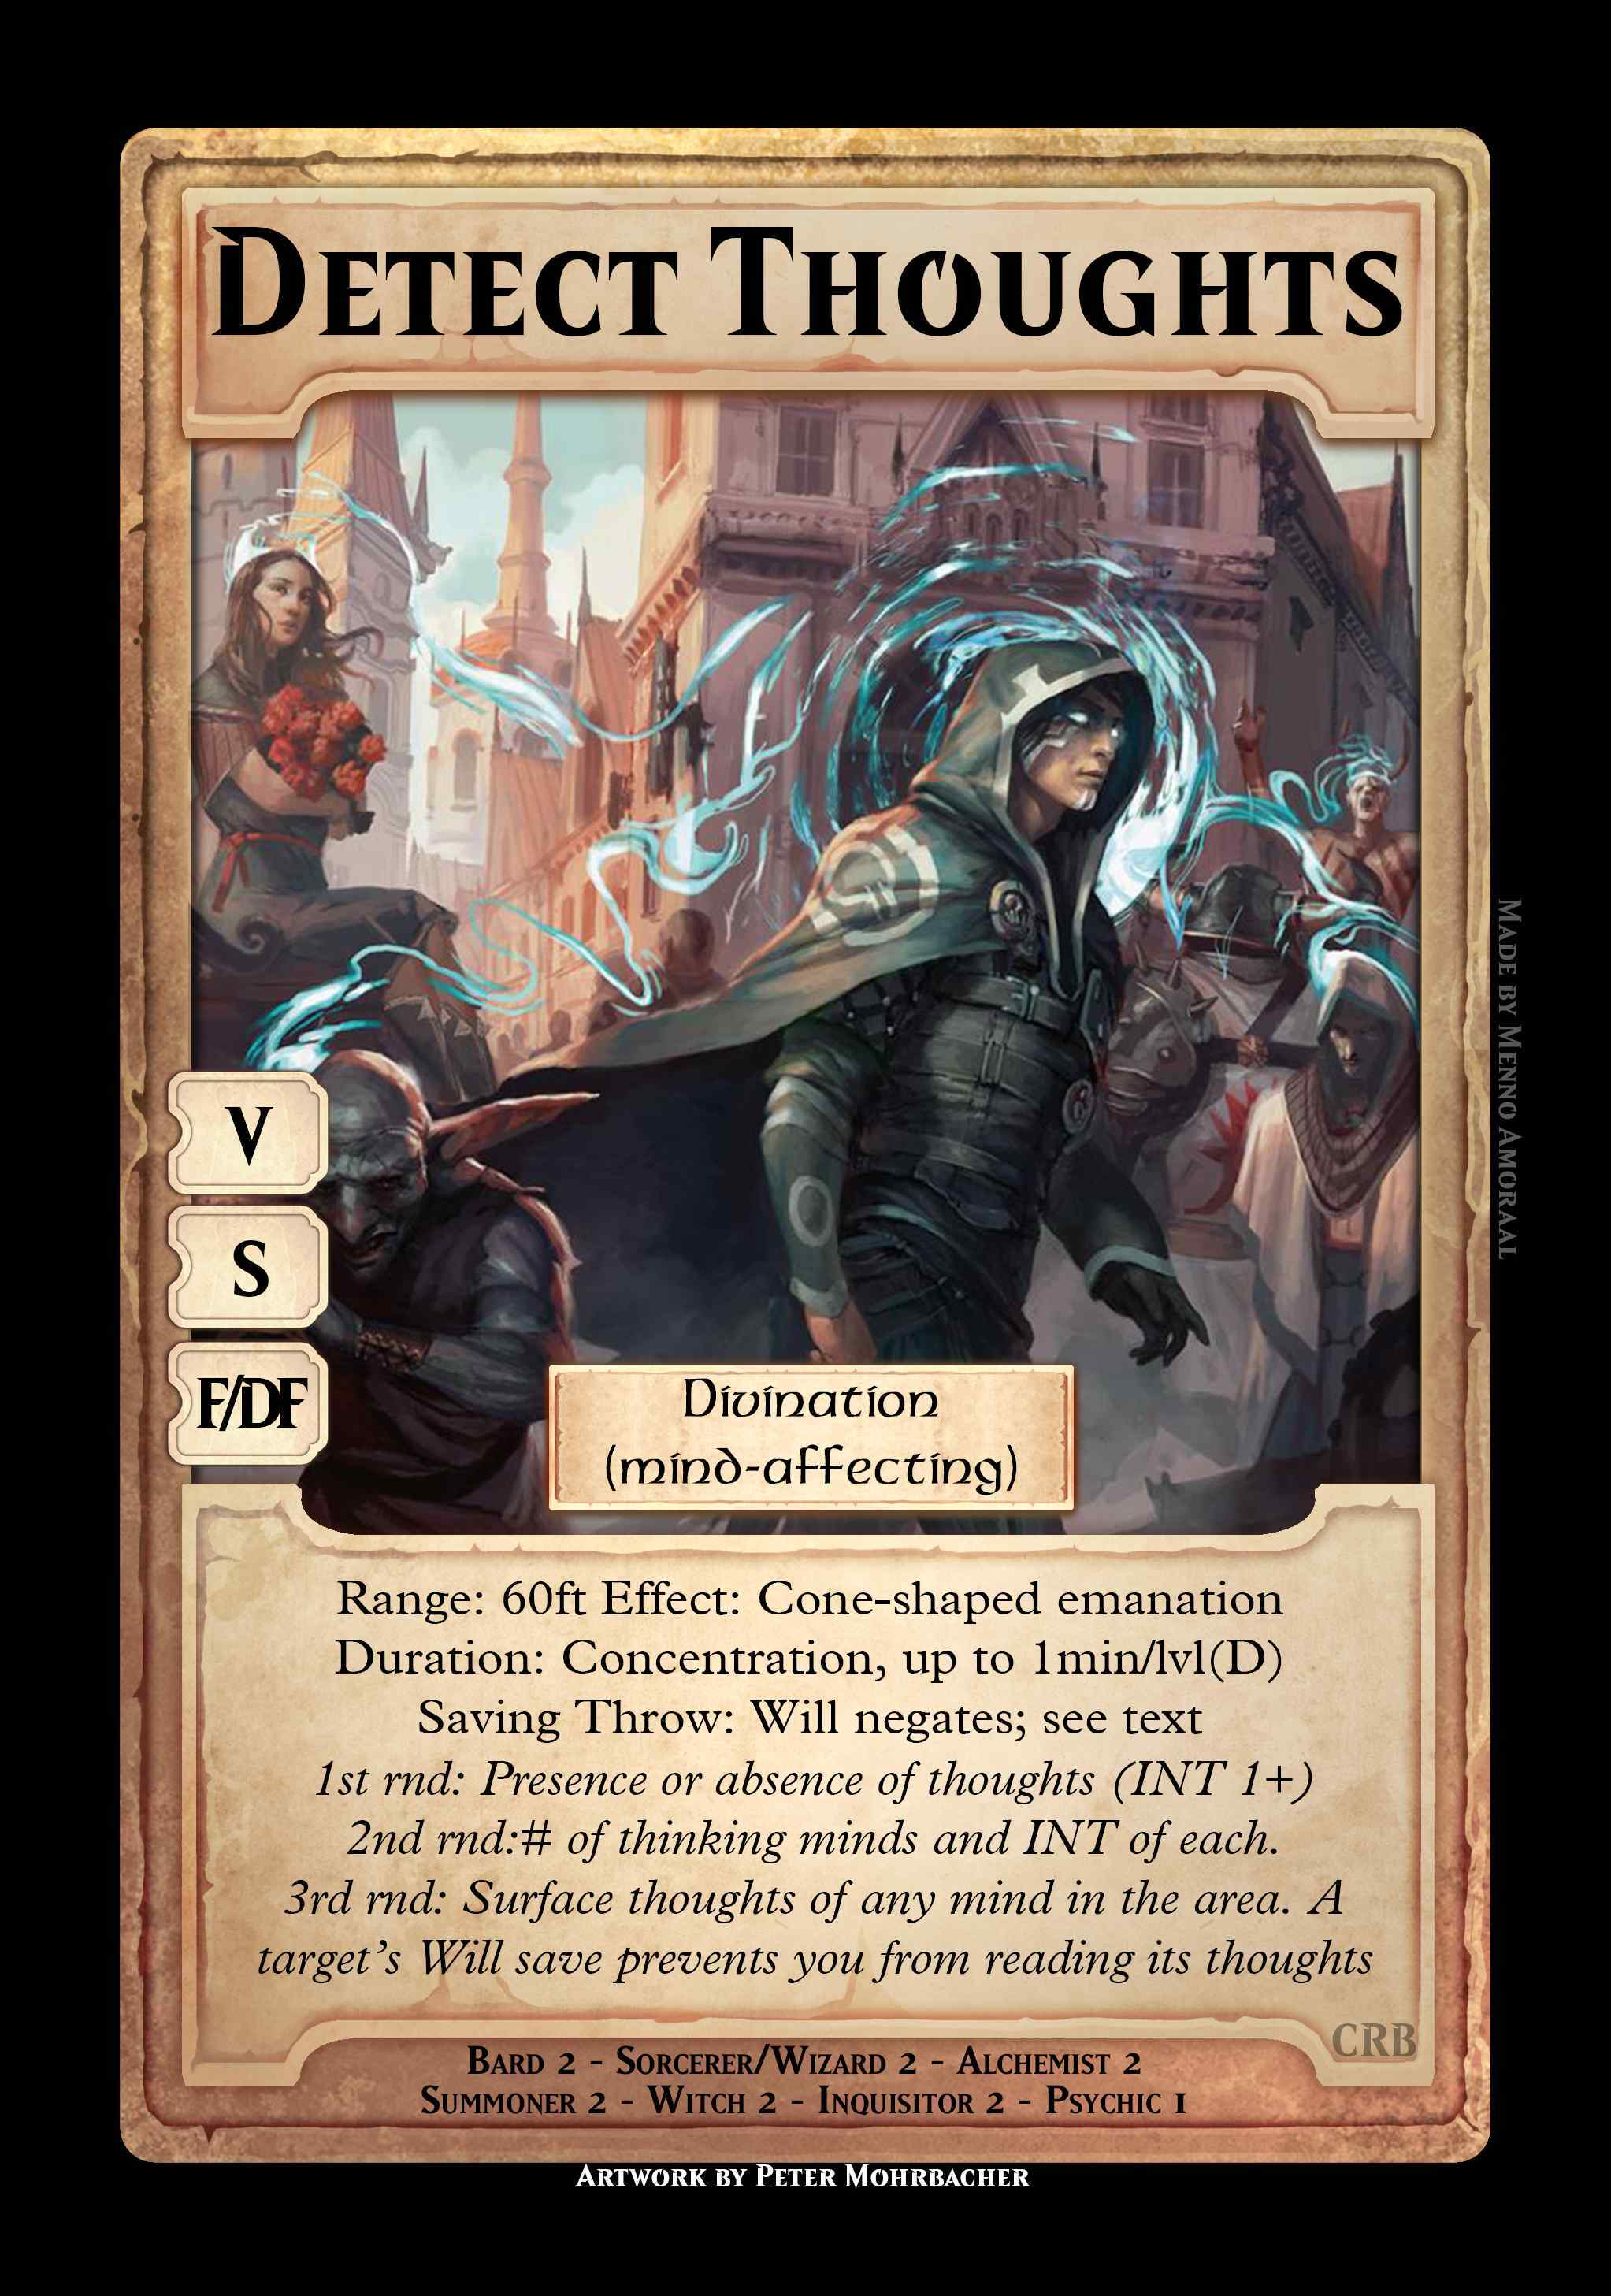 Detect Thoughts
V
S
F/DF
Divination
(mind-affecting)
Range: 60ft Effect: Cone-shaped emanation
Duration: Concentration, up to 1min/lvl(D)
Saving Throw: Will negates; see text
1st rnd: Presence or absence of thoughts (INT 1+)
2nd rnd:# of thinking minds and INT of each.
3rd rnd: Surface thoughts of any mind in the area. A
target's Will save prevents you from reading its thoughts
CRB
Bard 2 - Sorcerer/Wizard 2 - Alchemist 2
Summoner 2 - Witch 2 - Inquisitor 2 - Psychic 1
Artwork by Peter Mohrbacher
Made by Menno Amoraal